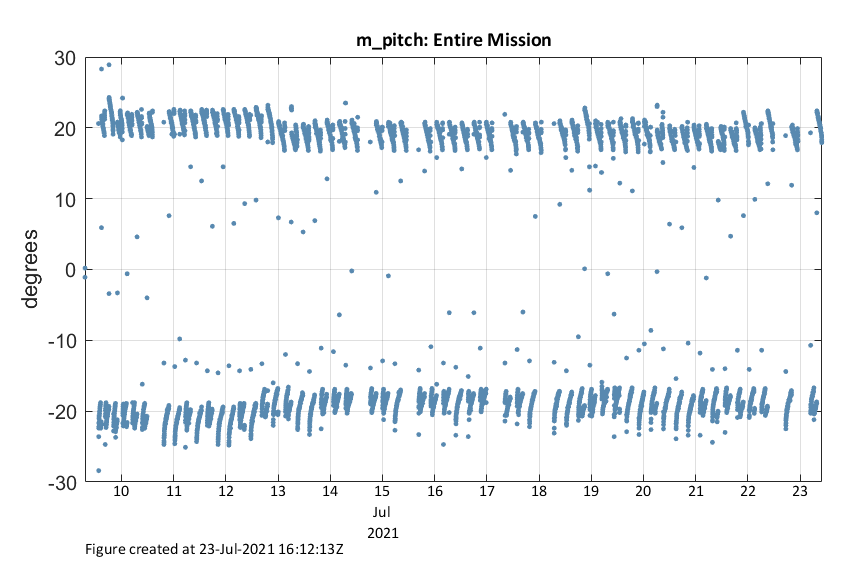 m_pitch: Entire Mission
30
20
10
0
-10
-20
-30
degrees
10 11 12 13 14 15 16 17 18 19 20 21 22 23
Jul
2021
Figure created at 23-Jul-2021 16:12:13Z